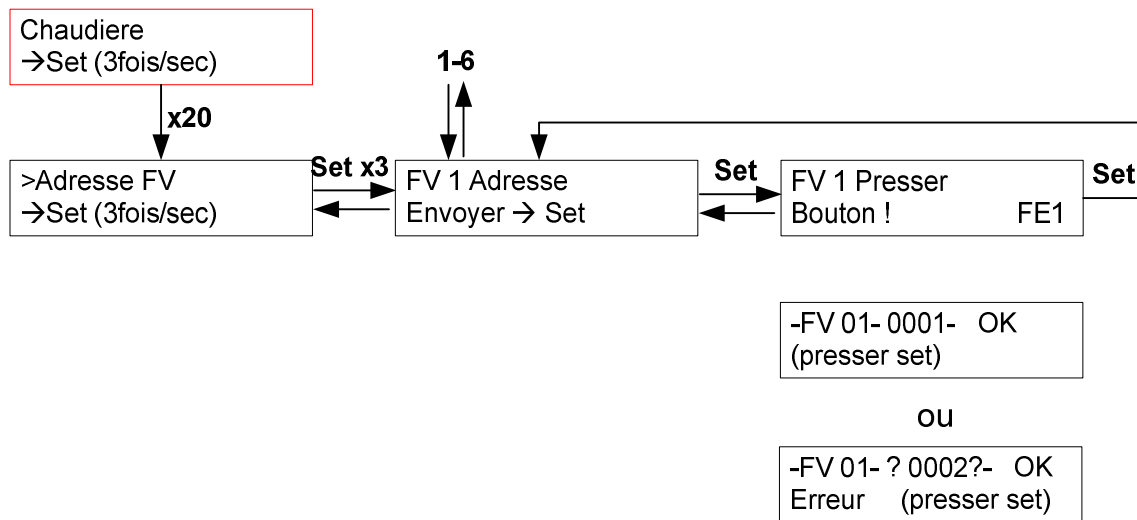 Chaudiere
→Set (3fois/sec)
x20
1-6
>Adresse FV
→Set (3fois/sec)
Set x3
FV 1 Adresse
Envoyer → Set
Set
FV 1 Presser
Bouton ! FE1
Set
-FV 01- 0001- OK
(presser set)
ou
-FV 01- ? 0002?- OK
Erreur (presser set)